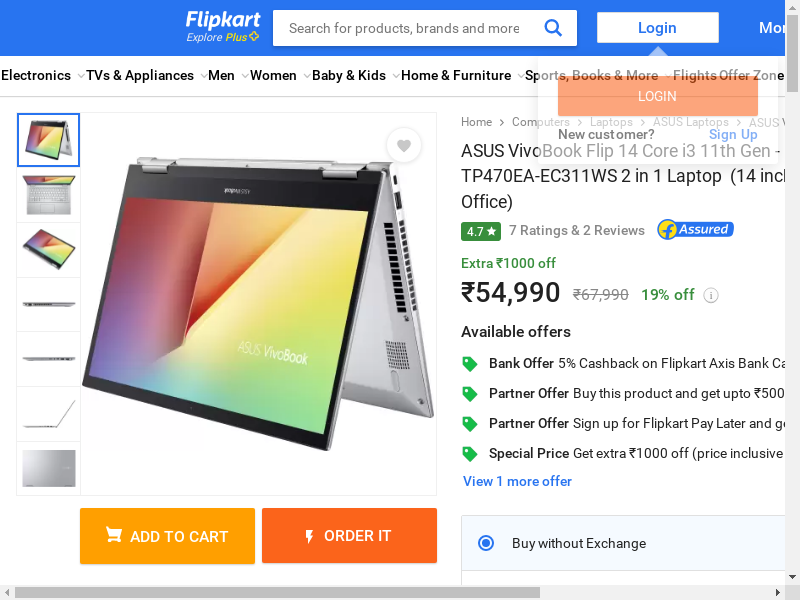 Flipkart
Explore Plus
Search for products, brands and more
Login
Electronics
TVs & Appliances
Men
Women
Baby & Kids
Home & Furniture
Sports, Books & More
Flights
Offer Zone
LOGIN
New customer?
Sign Up
Home
Computers
Laptops
ASUS Laptops
ASUS
ASUS VivoBook Flip 14 Core i3 11th Gen -
TP470EA-EC311WS 2 in 1 Laptop (14
Office)
4.7 ★ 7 Ratings & 2 Reviews Assured
Extra ₹1000 off
₹54,990 ₹67,990 19% off
Available offers
Bank Offer 5% Cashback on Flipkart Axis Bank
Partner Offer Buy this product and get upto ₹500
Partner Offer Sign up for Flipkart Pay Later and
Special Price Get extra ₹1000 off (price inclusive
View 1 more offer
ASUS VivoBook
ADD TO CART
ORDER IT
Buy without Exchange